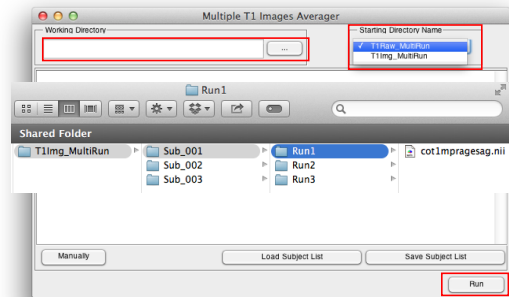 Multiple T1 Images Averager
Working Directory
Starting Directory Name
...
✓ T1Raw_MultiRun
T1Img_MultiRun
Run1
Shared Folder
T1Img_MultiRun Sub_001 Run1 cot1mpragesag.nii
Sub_002 Run2
Sub_003 Run3
Manually Load Subject List Save Subject List
Run